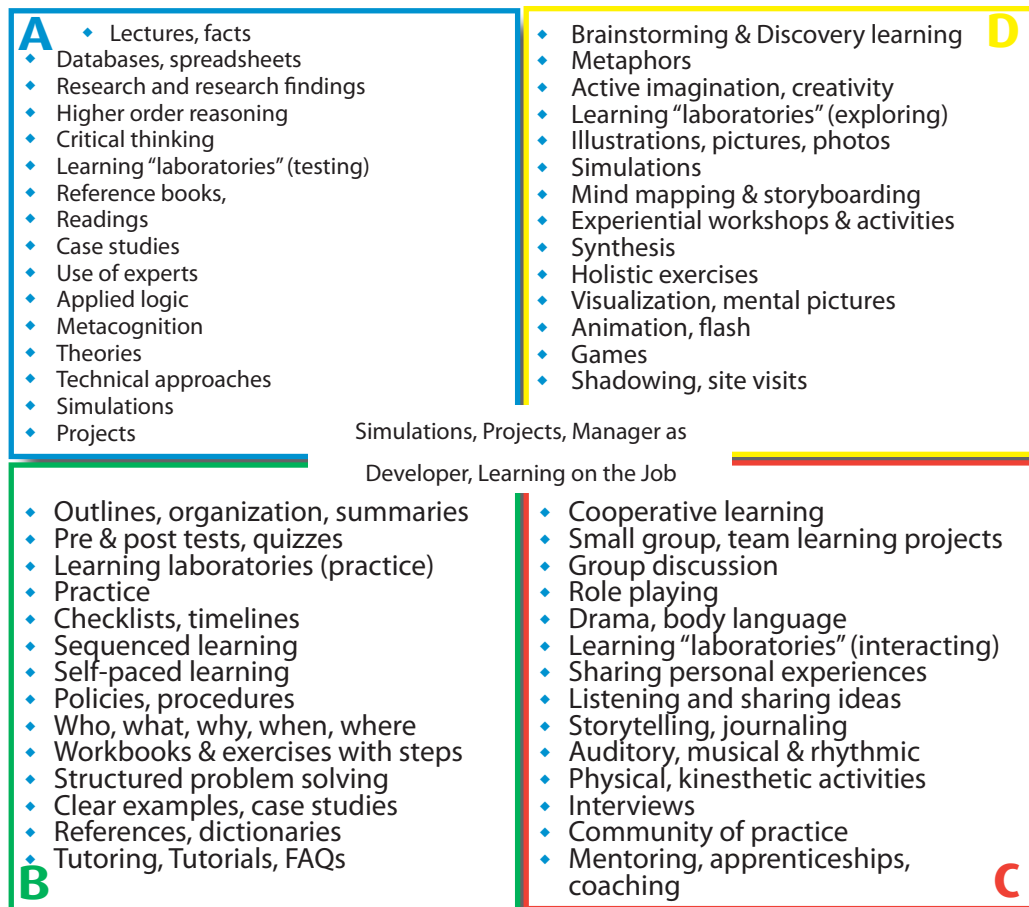 A
Lectures, facts
Databases, spreadsheets
Research and research findings
Higher order reasoning
Critical thinking
Learning “laboratories” (testing)
Reference books,
Readings
Case studies
Use of experts
Applied logic
Metacognition
Theories
Technical approaches
Simulations
Projects
D
Brainstorming & Discovery learning
Metaphors
Active imagination, creativity
Learning “laboratories” (exploring)
Illustrations, pictures, photos
Simulations
Mind mapping & storyboarding
Experiential workshops & activities
Synthesis
Holistic exercises
Visualization, mental pictures
Animation, flash
Games
Shadowing, site visits
Simulations, Projects, Manager as
Developer, Learning on the Job
Outlines, organization, summaries
Pre & post tests, quizzes
Learning laboratories (practice)
Practice
Checklists, timelines
Sequenced learning
Self-paced learning
Policies, procedures
Who, what, why, when, where
Workbooks & exercises with steps
Structured problem solving
Clear examples, case studies
References, dictionaries
Tutoring, Tutorials, FAQs
B
Cooperative learning
Small group, team learning projects
Group discussion
Role playing
Drama, body language
Learning “laboratories” (interacting)
Sharing personal experiences
Listening and sharing ideas
Storytelling, journaling
Auditory, musical & rhythmic
Physical, kinesthetic activities
Interviews
Community of practice
Mentoring, apprenticeships,
coaching
C